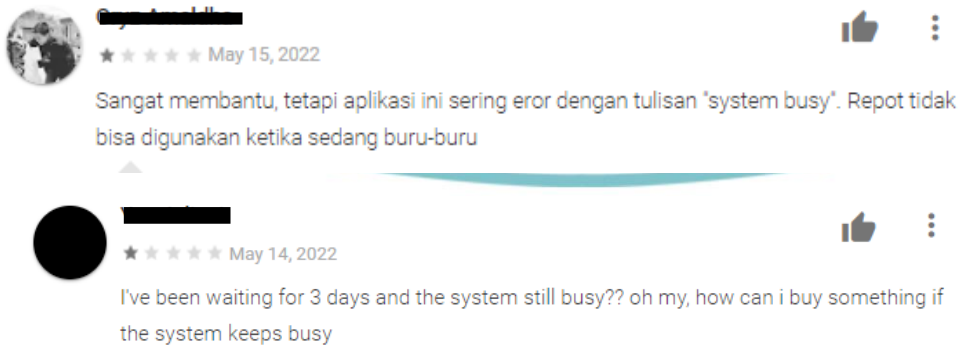 May 15, 2022
Sangat membantu, tetapi aplikasi ini sering eror dengan tulisan "system busy". Repot tidak
bisa digunakan ketika sedang buru-buru
May 14, 2022
I've been waiting for 3 days and the system still busy?? oh my, how can i buy something if
the system keeps busy